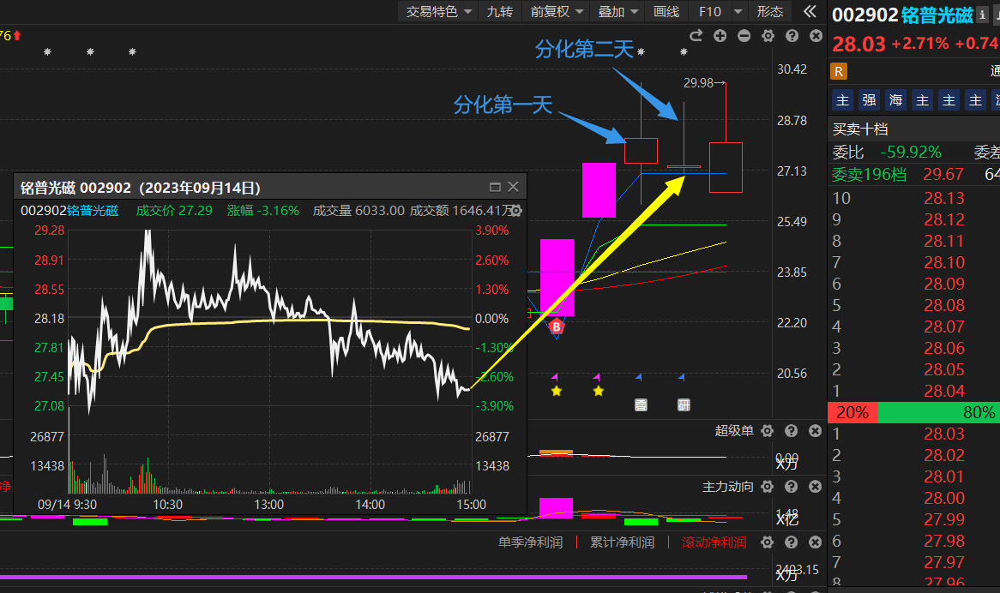 交易特色 九转 前复权 叠加 画线 F10 形态
002902 铭普光磁
28.03 +2.71% +0.74
R
主 强 海 主 主 主
买卖十档
委比 -59.92% 委差
委卖196档 29.67 64
10 28.13
9 28.12
8 28.11
7 28.10
6 28.09
5 28.08
4 28.07
3 28.06
2 28.05
1 28.04
20% 80%
1 28.03
2 28.02
3 28.01
4 28.00
5 27.99
6 27.98
7 27.97
8 27.96
76
分化第二天
分化第一天
29.98→
30.42
28.78
27.13
25.49
23.85
22.20
20.56
B
研
铭普光磁 002902（2023年09月14日）
002902铭普光磁 成交价 27.29 涨幅 -3.16% 成交量 6033.00 成交额 1646.41万
29.28 3.90%
28.91 2.60%
28.55 1.30%
28.18 0.00%
27.81 -1.30%
27.45 -2.60%
27.08 -3.90%
26877 26877
13438 13438
09/14 9:30 10:30 13:00 14:00 15:00
超级单
0.00
X万
净
主力动向
1.48
X亿
单季净利润 累计净利润 滚动净利润
2403.15
X万